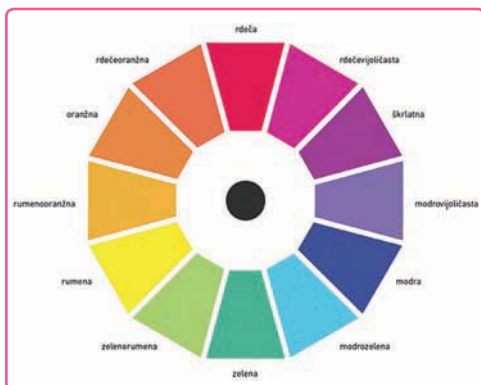 rdeča
rdečeoranžna
rdečevijoličasta
oranžna
škrlatna
rumenooranžna
modrovijoličasta
rumena
modra
zelenorumena
modrozelena
zelena